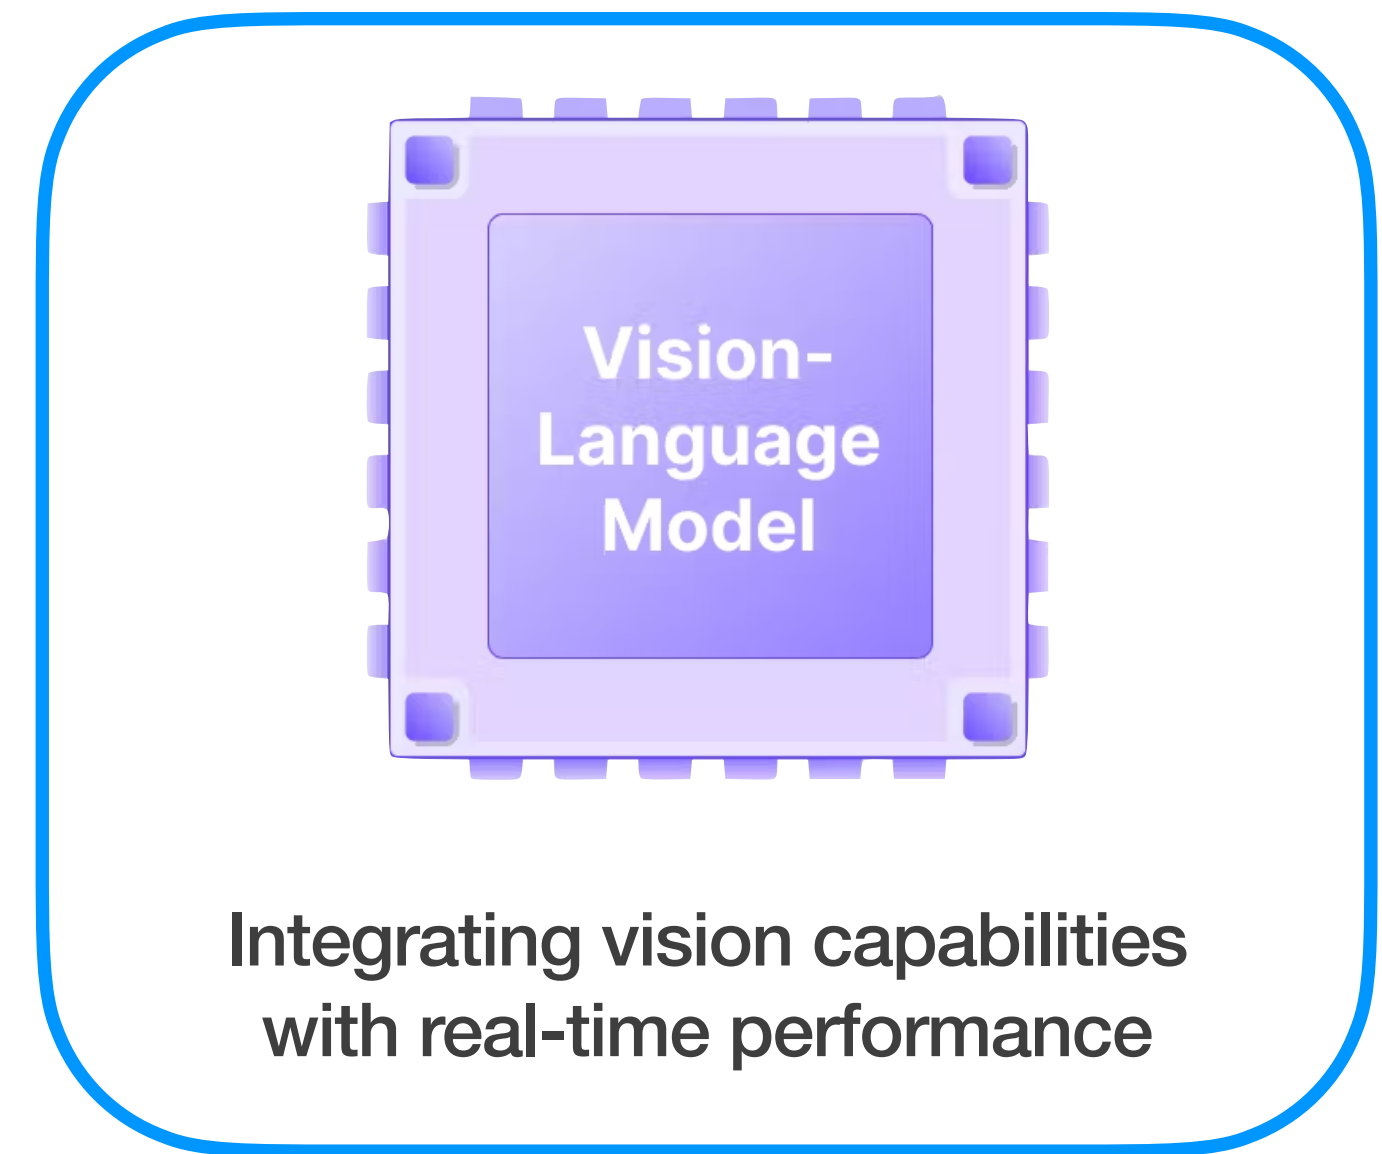 Vision-
Language
Model
Integrating vision capabilities
with real-time performance